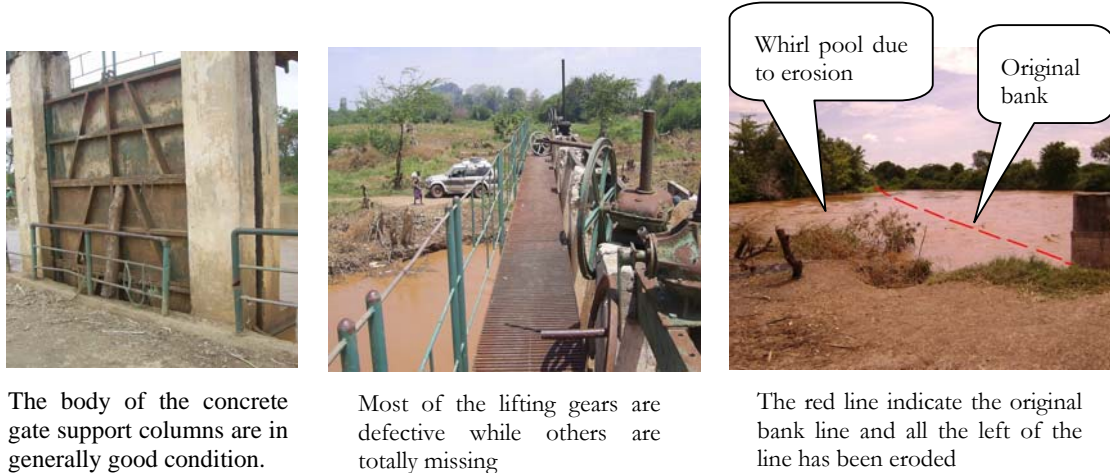 Whirl pool due
to erosion
Original
bank
The body of the concrete
gate support columns are in
generally good condition.
Most of the lifting gears are
defective while others are
totally missing
The red line indicate the original
bank line and all the left of the
line has been eroded